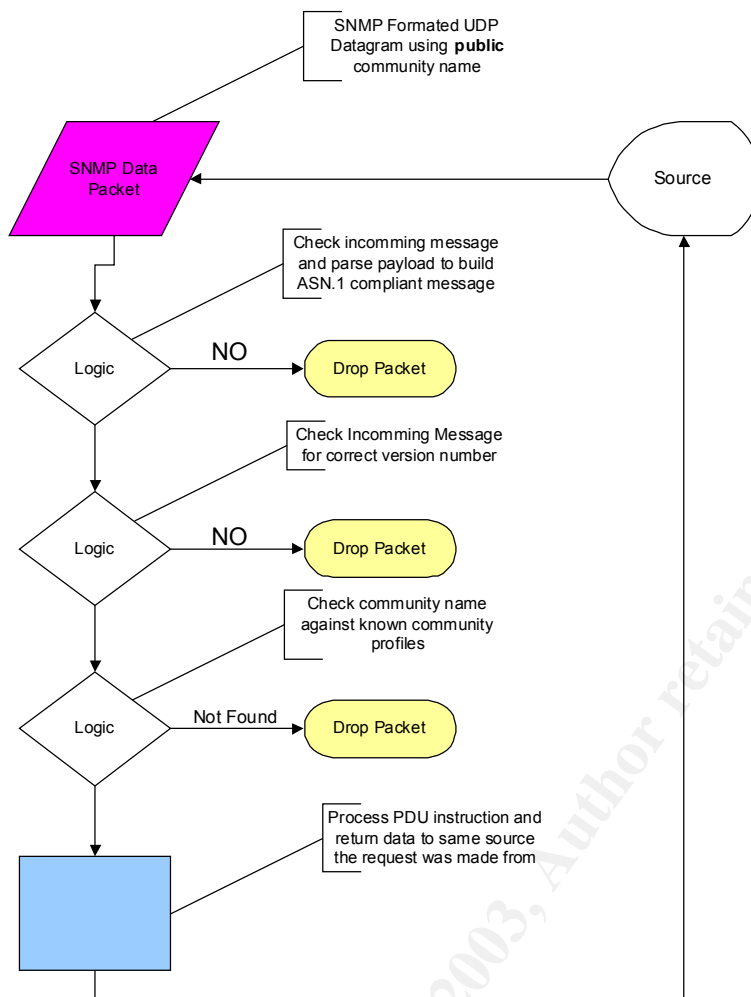 SNMP Formated UDP
Datagram using public
community name
SNMP Data
Packet
Source
Check incomming message
and parse payload to build
ASN.1 compliant message
Logic
NO
Drop Packet
Check Incomming Message
for correct version number
Logic
NO
Drop Packet
Check community name
against known community
profiles
Logic
Not Found
Drop Packet
Process PDU instruction and
return data to same source
the request was made from
2003, Author retain